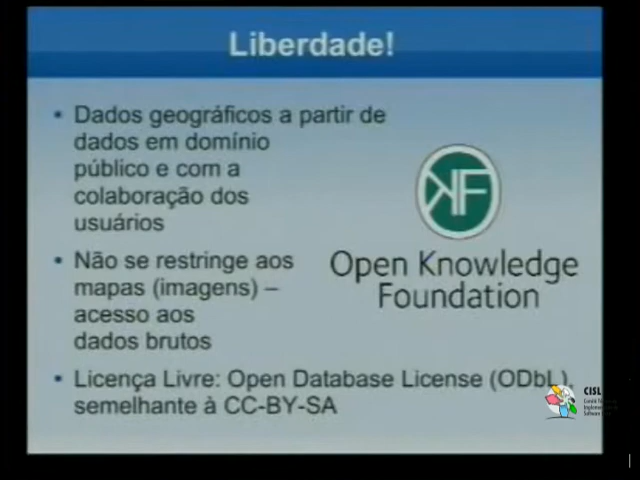 Liberdade!
• Dados geográficos a partir de
dados em domínio
público e com a
colaboração dos
usuários
• Não se restringe aos
mapas (imagens) –
acesso aos
dados brutos
• Licença Livre: Open Database License (ODbL),
semelhante à CC-BY-SA
KF
Open Knowledge
Foundation
CISL